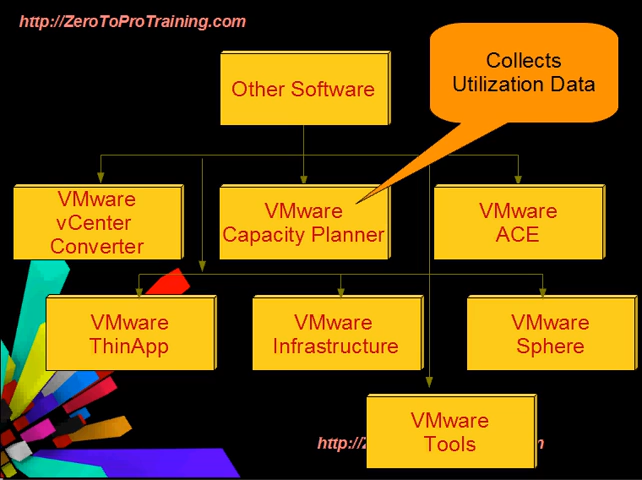 http://ZeroToProTraining.com
Collects
Utilization Data
Other Software
VMware
vCenter
Converter
VMware
Capacity Planner
VMware
ACE
VMware
ThinApp
VMware
Infrastructure
VMware
Sphere
VMware
Tools